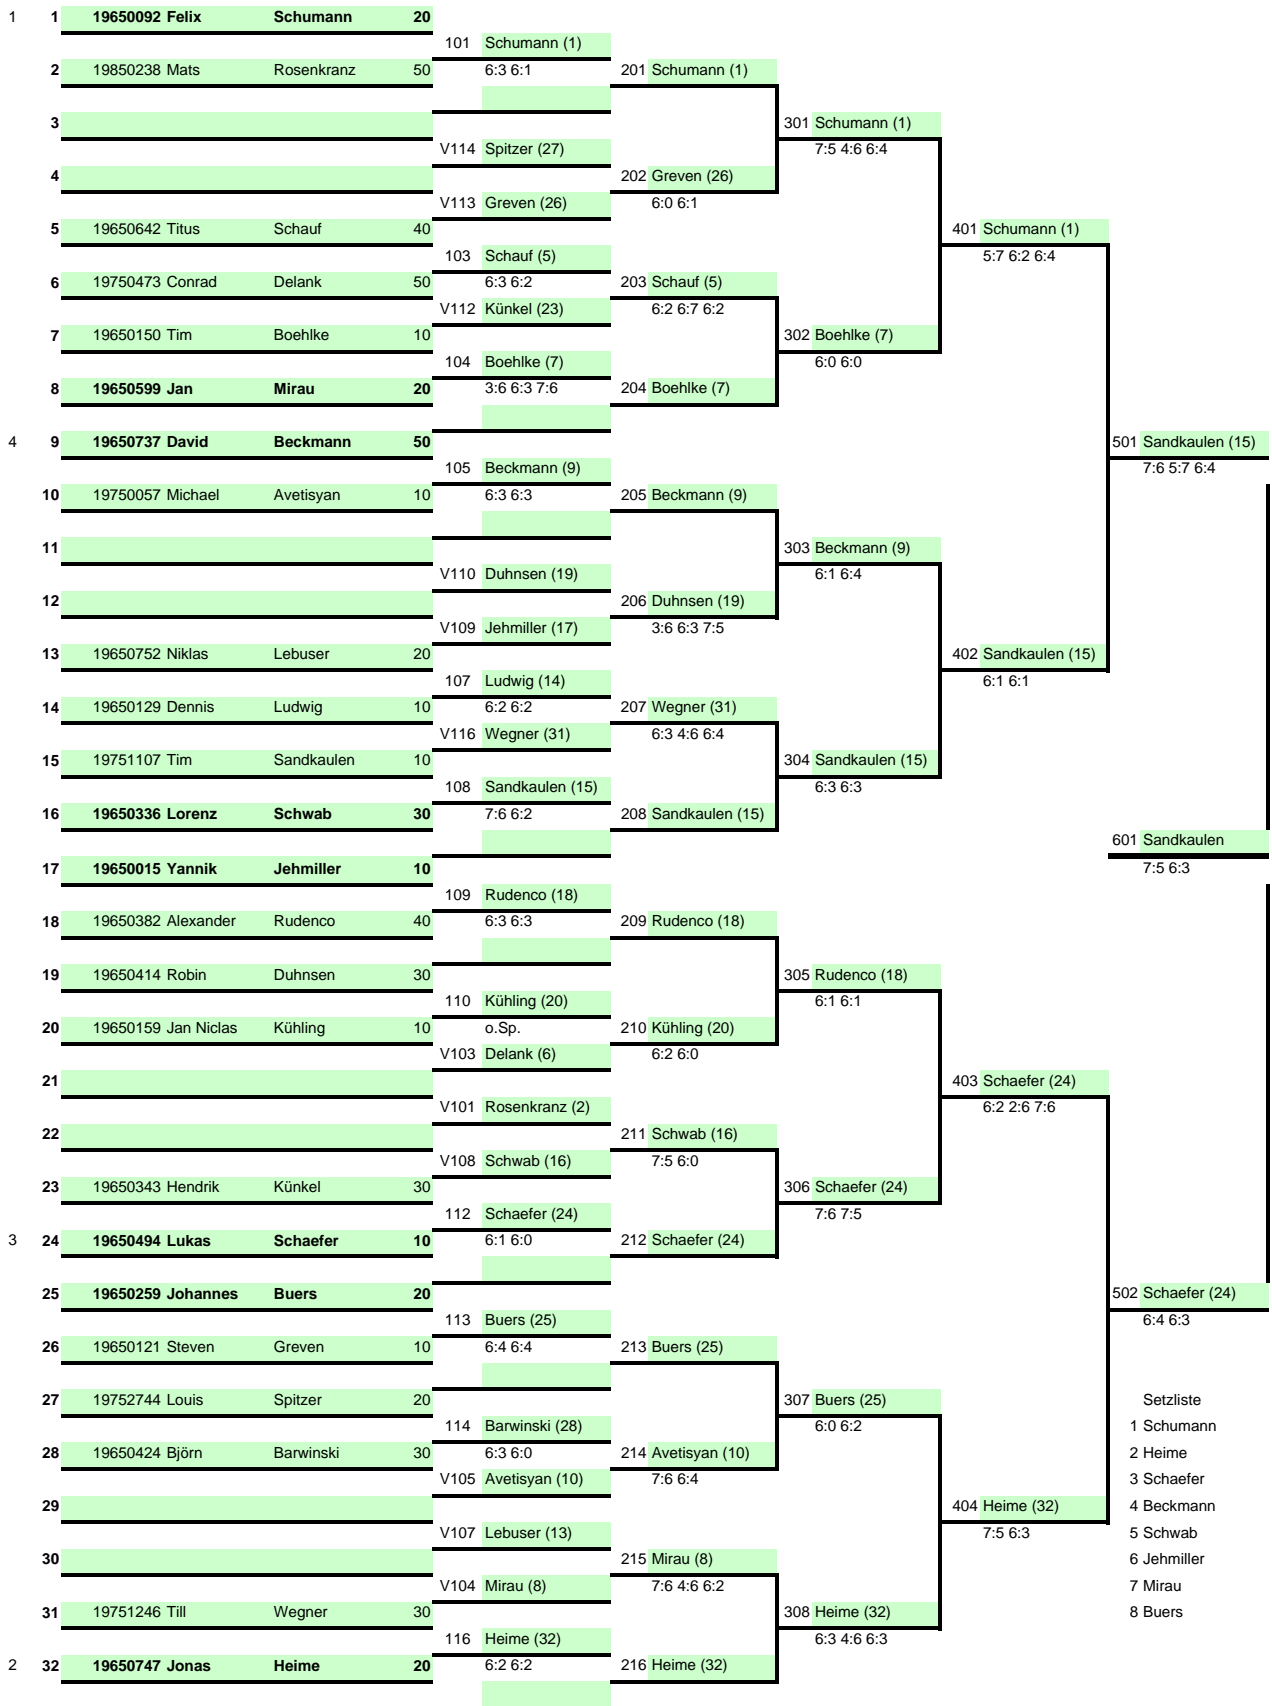 1 1 19650092 Felix Schumann 20
101 Schumann (1)
2 19850238 Mats Rosenkranz 50 6:3 6:1 201 Schumann (1)
3 301 Schumann (1)
V114 Spitzer (27) 7:5 4:6 6:4
4 202 Greven (26)
V113 Greven (26) 6:0 6:1
5 19650642 Titus Schauf 40 401 Schumann (1)
103 Schauf (5) 5:7 6:2 6:4
6 19750473 Conrad Delank 50 6:3 6:2 203 Schauf (5)
V112 Künkel (23) 6:2 6:7 6:2
7 19650150 Tim Boehlke 10 302 Boehlke (7)
104 Boehlke (7) 6:0 6:0
8 19650599 Jan Mirau 20 3:6 6:3 7:6 204 Boehlke (7)
4 9 19650737 David Beckmann 50 501 Sandkaulen (15)
105 Beckmann (9) 7:6 5:7 6:4
10 19750057 Michael Avetisyan 10 6:3 6:3 205 Beckmann (9)
11 303 Beckmann (9)
V110 Duhnsen (19) 6:1 6:4
12 206 Duhnsen (19)
V109 Jehmiller (17) 3:6 6:3 7:5
13 19650752 Niklas Lebuser 20 402 Sandkaulen (15)
107 Ludwig (14) 6:1 6:1
14 19650129 Dennis Ludwig 10 6:2 6:2 207 Wegner (31)
V116 Wegner (31) 6:3 4:6 6:4
15 19751107 Tim Sandkaulen 10 304 Sandkaulen (15)
108 Sandkaulen (15) 6:3 6:3
16 19650336 Lorenz Schwab 30 7:6 6:2 208 Sandkaulen (15)
601 Sandkaulen
17 19650015 Yannik Jehmiller 10 7:5 6:3
109 Rudenco (18)
18 19650382 Alexander Rudenco 40 6:3 6:3 209 Rudenco (18)
19 19650414 Robin Duhnsen 30 305 Rudenco (18)
110 Kühling (20) 6:1 6:1
20 19650159 Jan Niclas Kühling 10 o.Sp. 210 Kühling (20)
V103 Delank (6) 6:2 6:0
21 403 Schaefer (24)
V101 Rosenkranz (2) 6:2 2:6 7:6
22 211 Schwab (16)
V108 Schwab (16) 7:5 6:0
23 19650343 Hendrik Künkel 30 306 Schaefer (24)
112 Schaefer (24) 7:6 7:5
3 24 19650494 Lukas Schaefer 10 6:1 6:0 212 Schaefer (24)
25 19650259 Johannes Buers 20 502 Schaefer (24)
113 Buers (25) 6:4 6:3
26 19650121 Steven Greven 10 6:4 6:4 213 Buers (25)
27 19752744 Louis Spitzer 20 307 Buers (25) Setzliste
114 Barwinski (28) 6:0 6:2 1 Schumann
28 19650424 Björn Barwinski 30 6:3 6:0 214 Avetisyan (10) 2 Heime
V105 Avetisyan (10) 7:6 6:4 3 Schaefer
29 404 Heime (32) 4 Beckmann
V107 Lebuser (13) 7:5 6:3 5 Schwab
30 215 Mirau (8) 6 Jehmiller
V104 Mirau (8) 7:6 4:6 6:2 7 Mirau
31 19751246 Till Wegner 30 308 Heime (32) 8 Buers
116 Heime (32) 6:3 4:6 6:3
2 32 19650747 Jonas Heime 20 6:2 6:2 216 Heime (32)